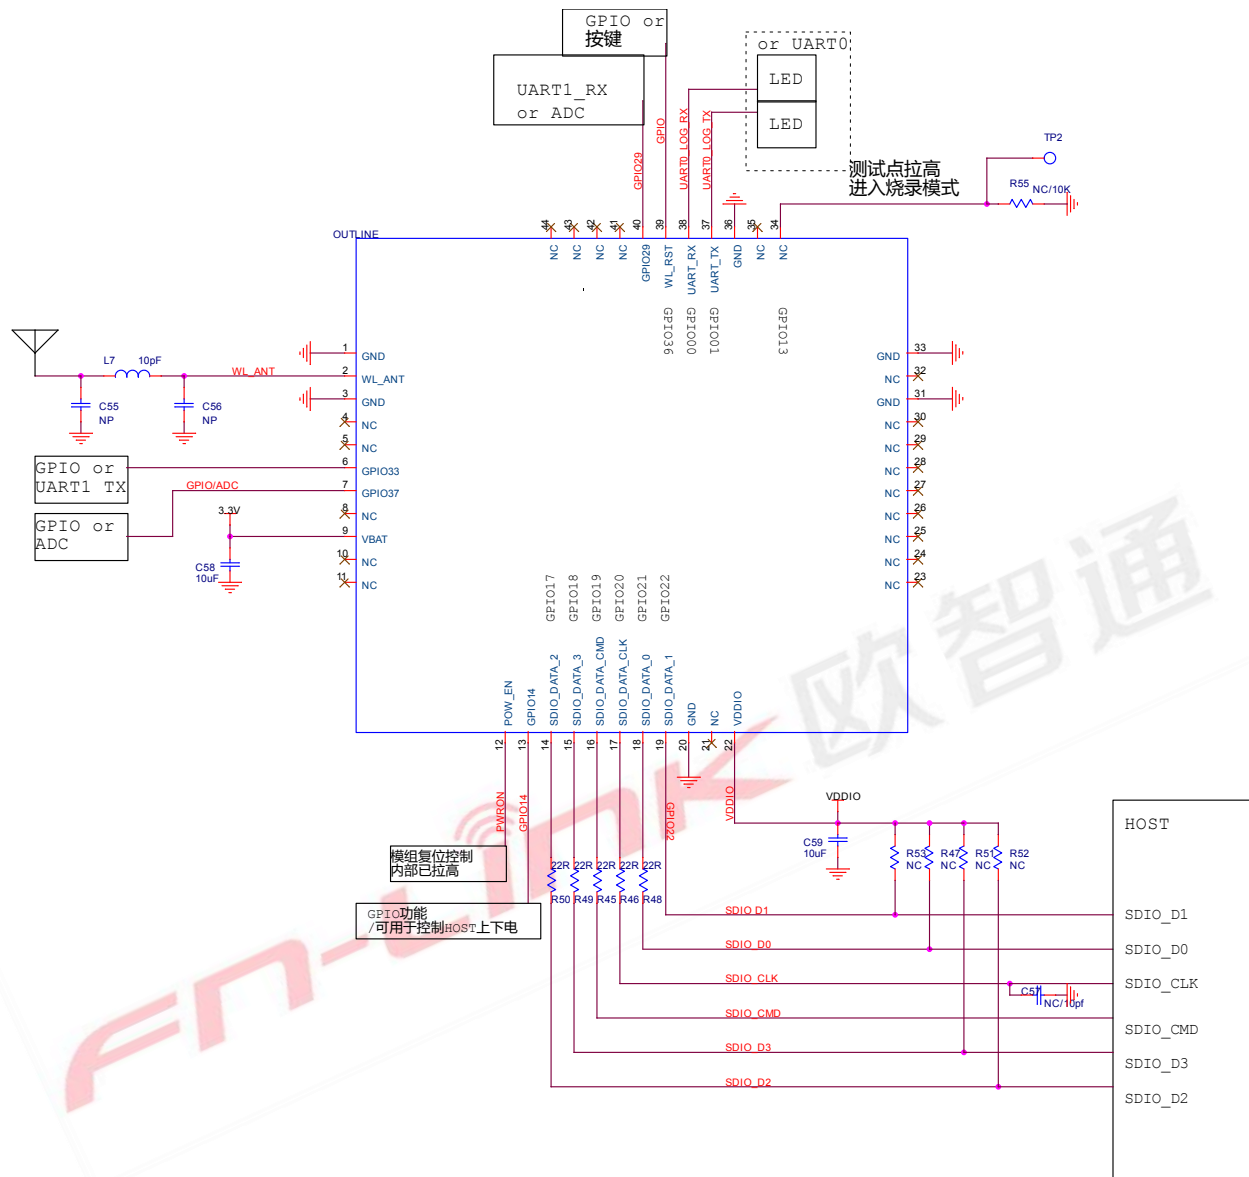 GPIO or
按键
UART1_RX
or ADC
or UART0
LED
LED
GPIO29
GPIO
UART0_LOG_RX
UART0_LOG_TX
TP2
测试点拉高
进入烧录模式
R55
NC/10K
OUTLINE
44
43
42
41
40
39
38
37
36
35
34
NC
NC
NC
NC
GPIO29
WL_RST
UART_RX
UART_TX
GND
NC
NC
GPIO36
GPIO00
GPIO01
GPIO13
L7
10pF
WL_ANT
C55
NP
C56
NP
1
GND
2
WL_ANT
3
GND
4
NC
5
NC
6
GPIO33
7
GPIO37
8
NC
9
VBAT
10
NC
11
NC
GPIO or
UART1 TX
GPIO/ADC
GPIO or
ADC
3.3V
C58
10uF
33
GND
32
NC
31
GND
30
NC
29
NC
28
NC
27
NC
26
NC
25
NC
24
NC
23
NC
GPIO17
GPIO18
GPIO19
GPIO20
GPIO21
GPIO22
POW_EN
GPIO14
SDIO_DATA_2
SDIO_DATA_3
SDIO_DATA_CMD
SDIO_DATA_CLK
SDIO_DATA_0
SDIO_DATA_1
GND
NC
VDDIO
12
13
14
15
16
17
18
19
20
21
22
PWRON
GPIO14
GPIO22
VDDIO
VDDIO
C59
10uF
R53
NC
R47
NC
R51
NC
R52
NC
模组复位控制
内部已拉高
22R
22R
22R
22R
22R
R50
R49
R45
R46
R48
GPIO功能
/可用于控制HOST上下电
HOST
SDIO D1
SDIO_D1
SDIO_D0
SDIO_D0
SDIO_CLK
SDIO_CLK
C57
NC/10pf
SDIO_CMD
SDIO_CMD
SDIO_D3
SDIO_D3
SDIO_D2
SDIO_D2
Fn-Link 欧智通